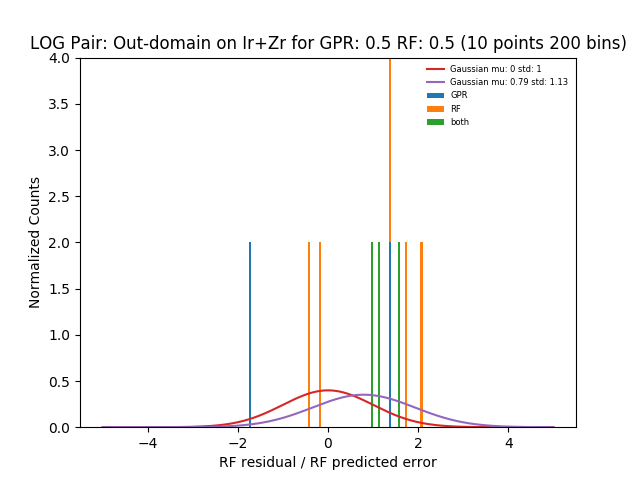 LOG Pair: Out-domain on Ir+Zr for GPR: 0.5 RF: 0.5 (10 points 200 bins)
Gaussian mu: 0 std: 1
Gaussian mu: 0.79 std: 1.13
GPR
RF
both
Normalized Counts
4.0
3.5
3.0
2.5
2.0
1.5
1.0
0.5
0.0
−4 −2 0 2 4
RF residual / RF predicted error